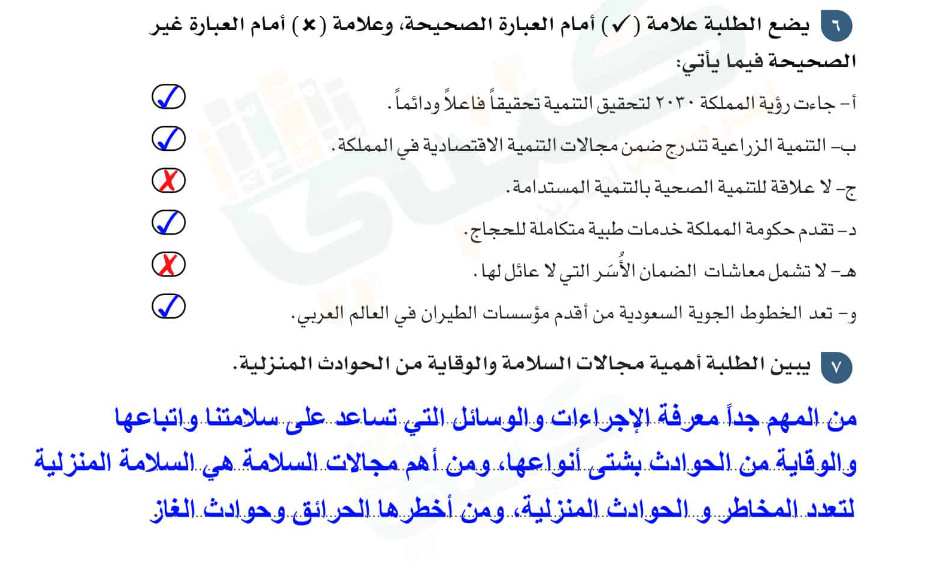 ٦ يضع الطلبة علامة (✓) أمام العبارة الصحيحة، وعلامة (✗) أمام العبارة غير
الصحيحة فيما يأتي:
أ- جاءت رؤية المملكة ٢٠٣٠ لتحقيق التنمية تحقيقاً فاعلاً ودائماً. ✓
ب- التنمية الزراعية تندرج ضمن مجالات التنمية الاقتصادية في المملكة. ✓
ج- لا علاقة للتنمية الصحية بالتنمية المستدامة. ✗
د- تقدم حكومة المملكة خدمات طبية متكاملة للحجاج. ✓
هـ- لا تشمل معاشات الضمان الأُسَر التي لا عائل لها. ✗
و- تعد الخطوط الجوية السعودية من أقدم مؤسسات الطيران في العالم العربي. ✓
٧ يبين الطلبة أهمية مجالات السلامة والوقاية من الحوادث المنزلية.
من المهم جداً معرفة الإجراءات والوسائل التي تساعد على سلامتنا واتباعها
والوقاية من الحوادث بشتى أنواعها، ومن أهم مجالات السلامة هي السلامة المنزلية
لتعدد المخاطر و الحوادث المنزلية، ومن أخطرها الحرائق وحوادث الغاز